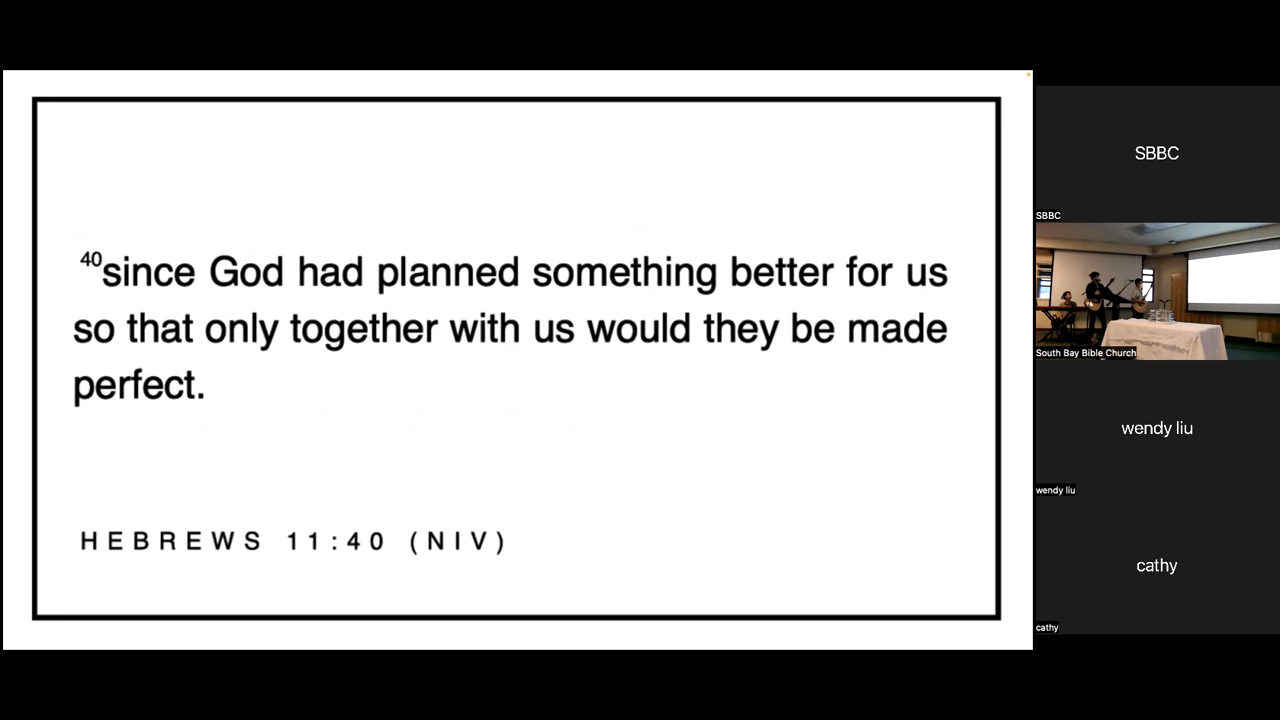 40since God had planned something better for us
so that only together with us would they be made
perfect.
HEBREWS 11:40 (NIV)
SBBC
SBBC
South Bay Bible Church
wendy liu
wendy liu
cathy
cathy